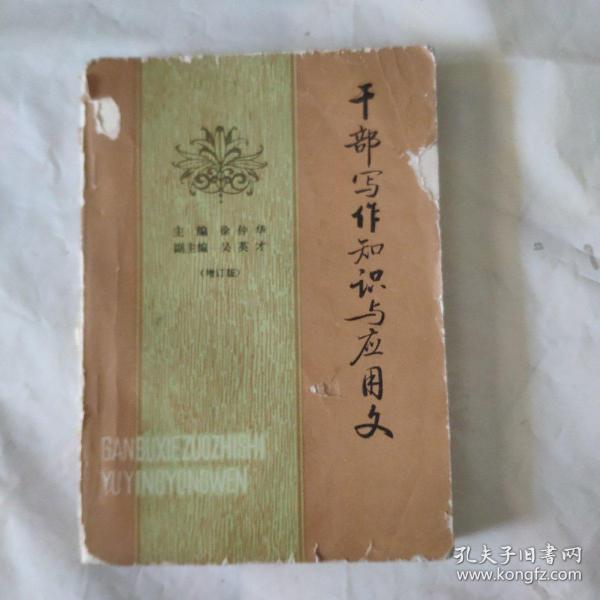 干部写作知识与应用文
主编 徐仲华
副主编 吴英才
(增订版)
GANBUXIEZUOZHISHI
YUYINGYONGWEN
孔夫子旧书网
www.kongfz.com